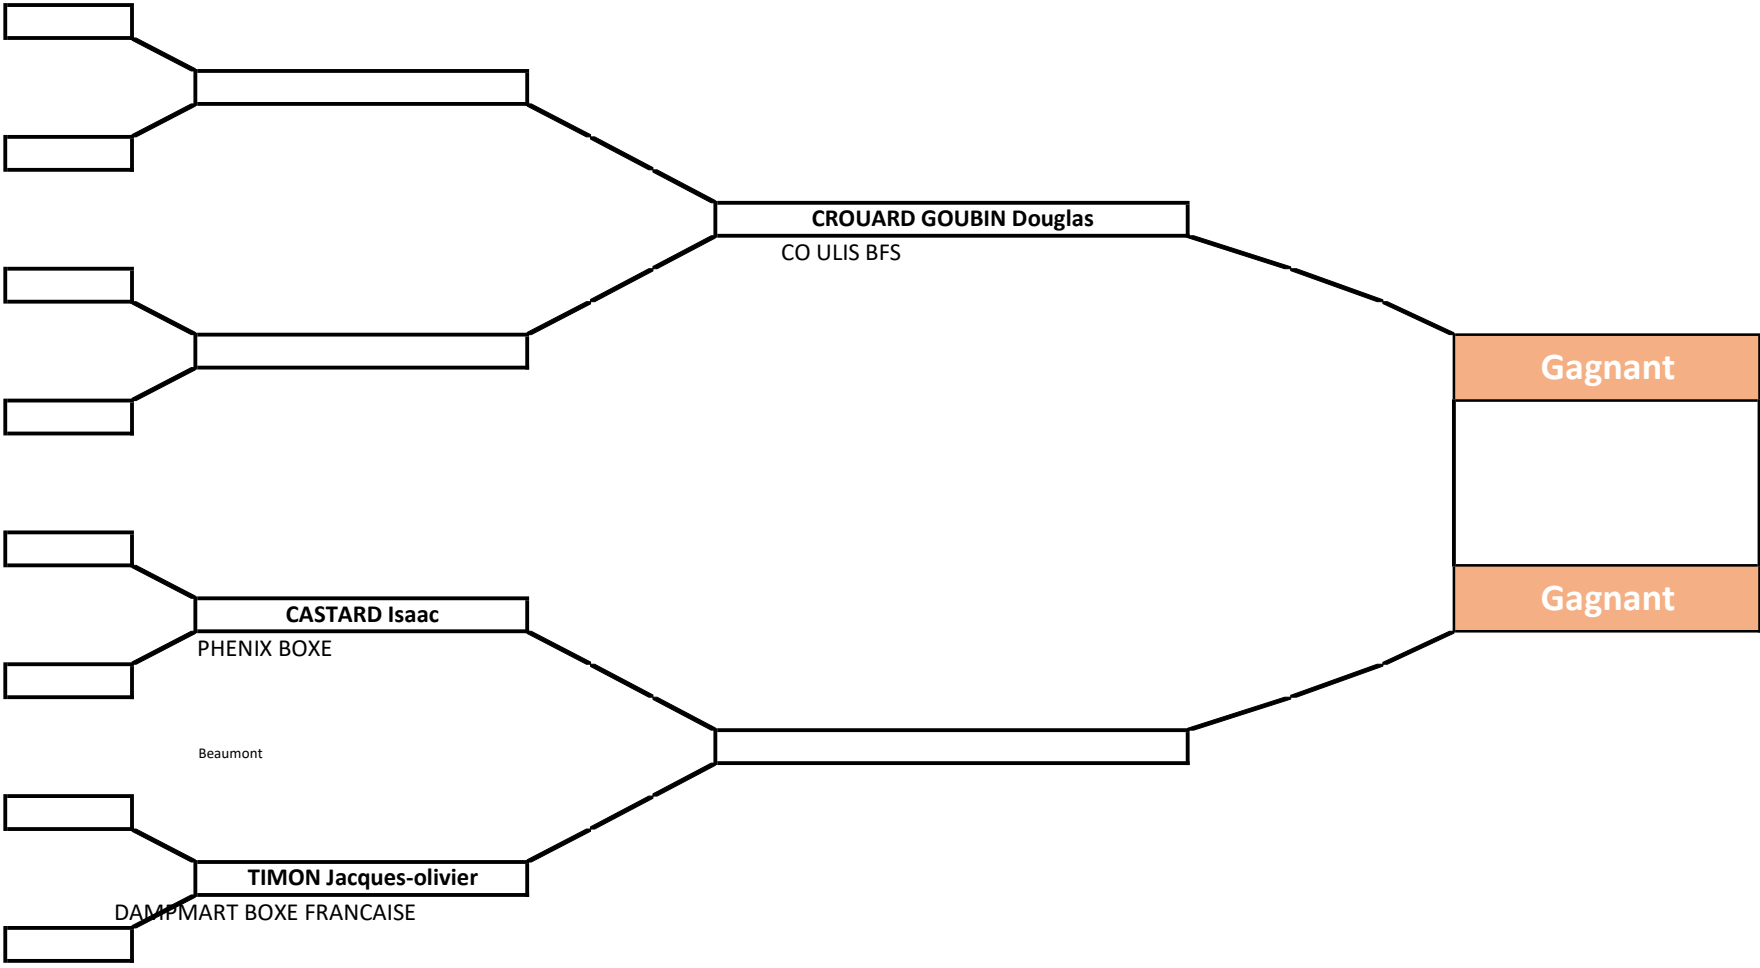 CROUARD GOUBIN Douglas
CO ULIS BFS
Gagnant
Gagnant
CASTARD Isaac
PHENIX BOXE
Beaumont
TIMON Jacques-olivier
DAMPMART BOXE FRANCAISE